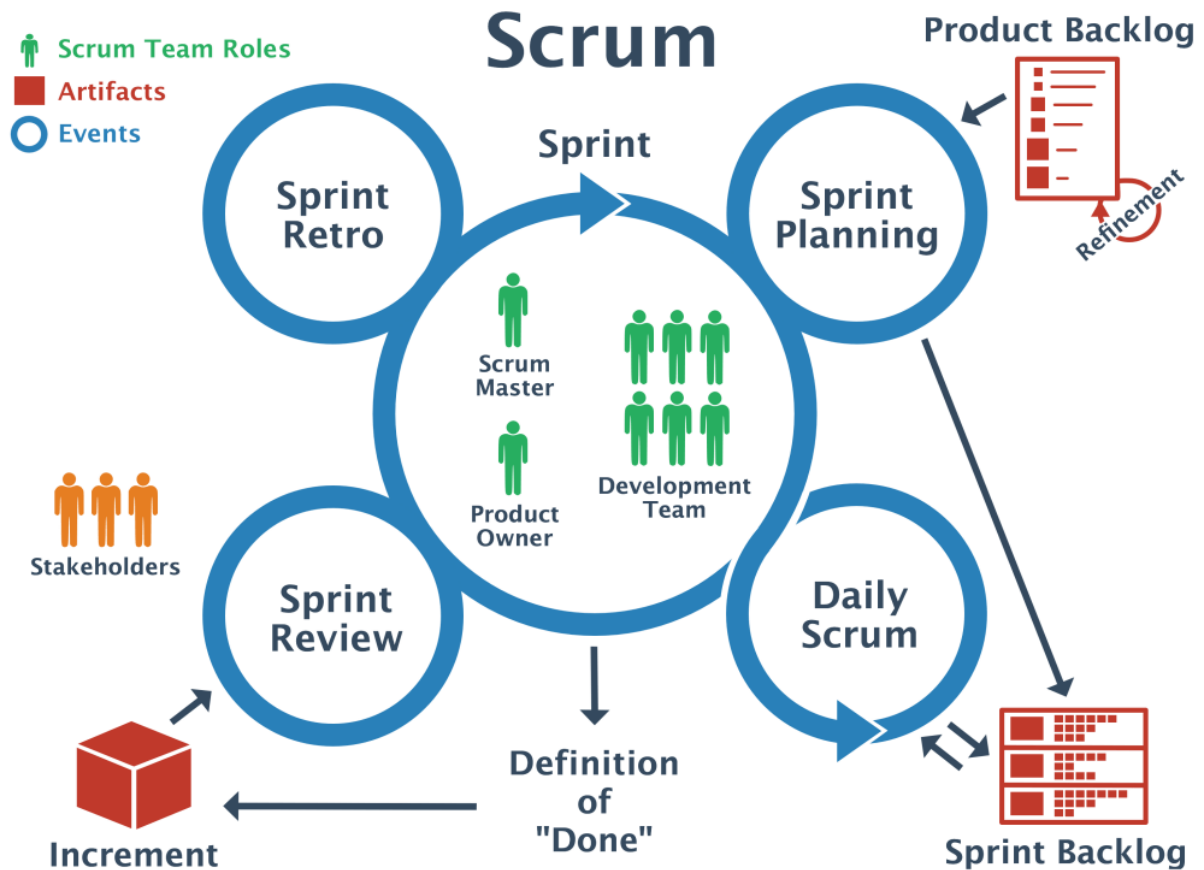 Scrum
Scrum Team Roles
Artifacts
Events
Product Backlog
Refinement
Sprint
Sprint
Retro
Sprint
Planning
Scrum
Master
Product
Owner
Development
Team
Stakeholders
Sprint
Review
Daily
Scrum
Definition
of
"Done"
Increment
Sprint Backlog